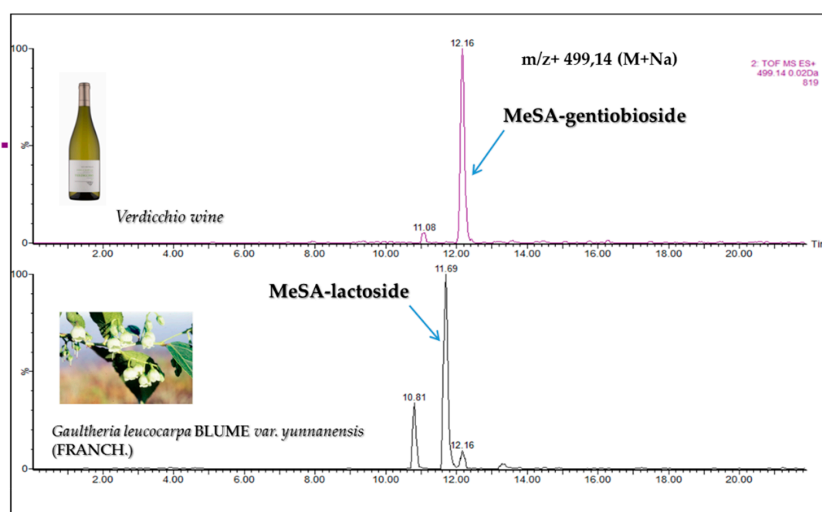 100
12.16
m/z+ 499,14 (M+Na)
2: TOF MS ES+
499.14 0.02Da
819
MeSA-gentiobioside
%
Verdicchio wine
11.08
0
2.00 4.00 6.00 8.00 10.00 12.00 14.00 16.00 18.00 20.00
100
11.69
MeSA-lactoside
%
10.81
12.16
Gaultheria leucocarpa BLUME var. yunnanensis
(FRANCH.)
0
2.00 4.00 6.00 8.00 10.00 12.00 14.00 16.00 18.00 20.00